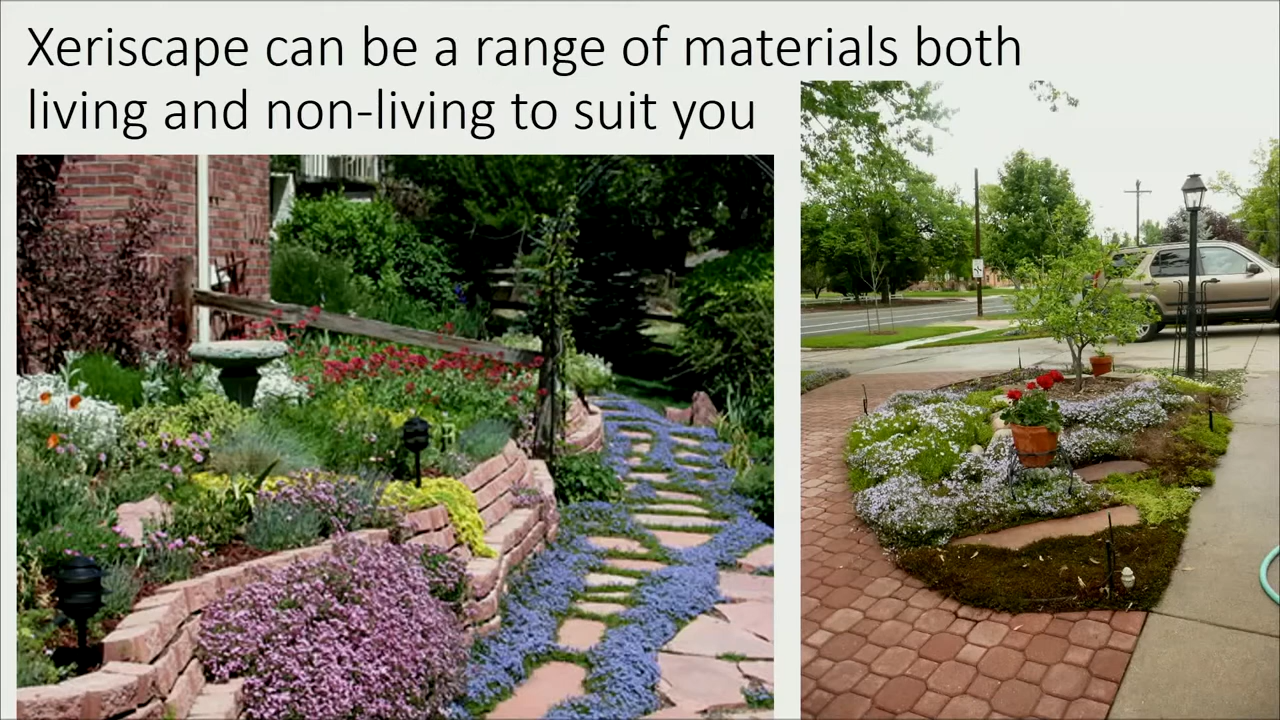 Xeriscape can be a range of materials both
living and non-living to suit you